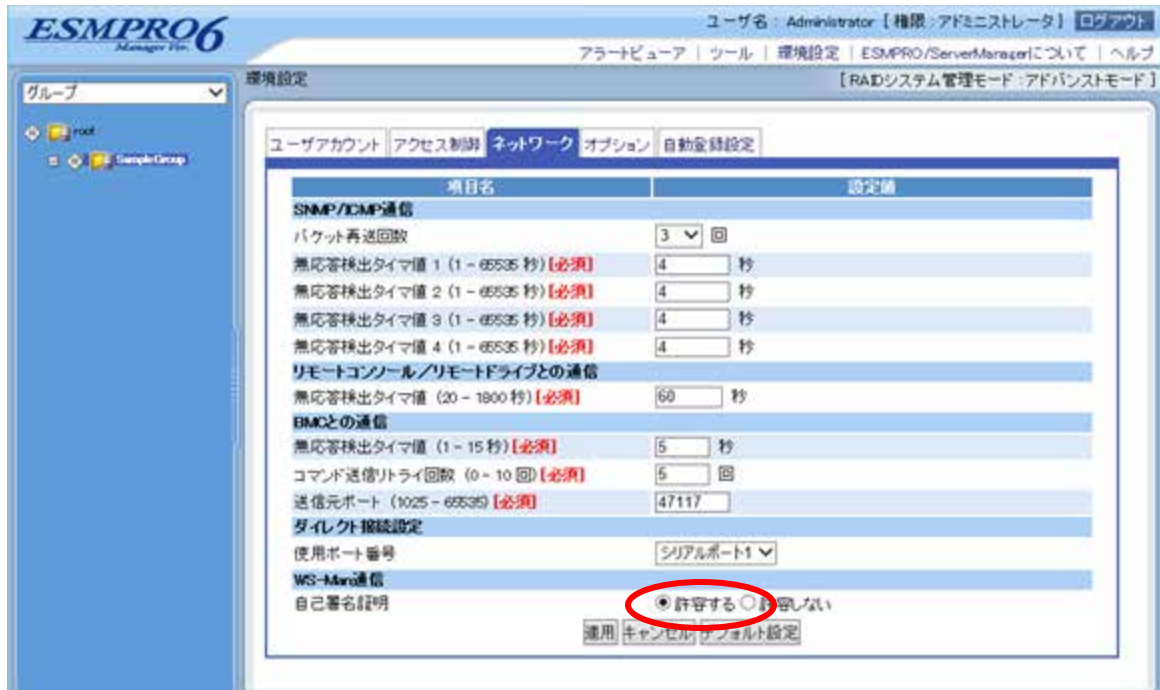 ESMPRO6
Manager Ver.
ユーザ名: Administrator【権限:アドミニストレータ】 ログアウト
アラートビューア | ツール | 環境設定 | ESMPRO/ServerManagerについて | ヘルプ
グループ
環境設定
[RAIDシステム管理モード:アドバンストモード]
root
SampleGroup
ユーザアカウント アクセス制御 ネットワーク オプション 自動登録設定
項目名 設定値
SNMP/ICMP通信
パケット再送回数 3 回
無応答検出タイマ値 1 (1 - 65535 秒)[必須] 4 秒
無応答検出タイマ値 2 (1 - 65535 秒)[必須] 4 秒
無応答検出タイマ値 3 (1 - 65535 秒)[必須] 4 秒
無応答検出タイマ値 4 (1 - 65535 秒)[必須] 4 秒
リモートコンソール/リモートドライブとの通信
無応答検出タイマ値 (20 - 1800 秒)[必須] 60 秒
BMCとの通信
無応答検出タイマ値 (1 - 15 秒)[必須] 5 秒
コマンド送信リトライ回数 (0 - 10 回)[必須] 5 回
送信元ポート (1025 - 65535)[必須] 47117
ダイレクト接続設定
使用ポート番号 シリアルポート1
WS-Man通信
自己署名証明 許容する 許容しない
適用 キャンセル デフォルト設定